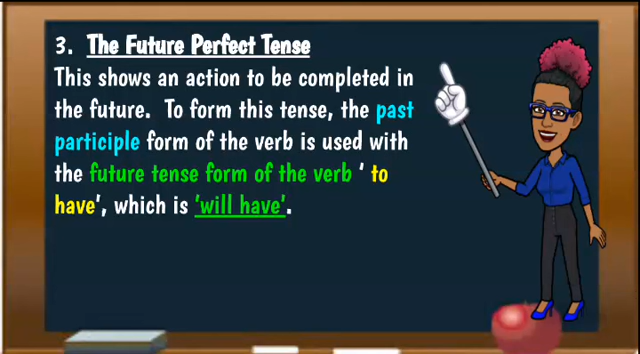 3. The Future Perfect Tense
This shows an action to be completed in
the future. To form this tense, the past
participle form of the verb is used with
the future tense form of the verb ‘ to
have’, which is ‘will have’.